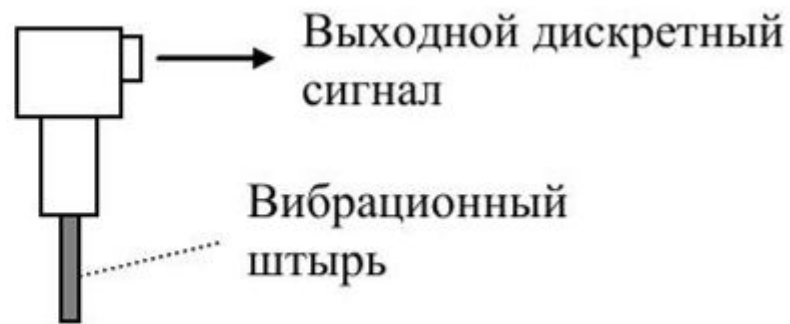 Выходной дискретный
сигнал
Вибрационный
штырь